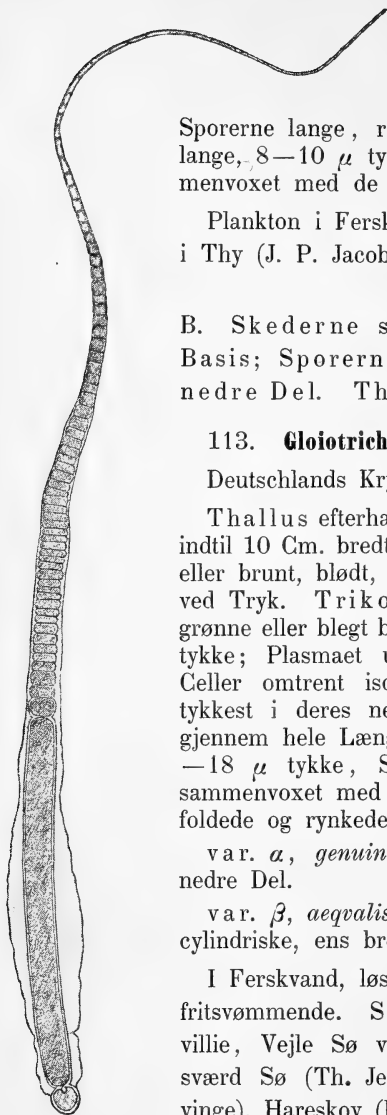 Sporerne lange, r
lange, 8—10 μ ty
menvoxet med de
Plankton i Fersk
i Thy (J. P. Jacob
B. Skederne s
Basis; Sporern
nedre Del. Th
113. Gloiotrich
Deutschlands Kr
Thallus efterha
indtil 10 Cm. bredt
eller brunt, blødt,
ved Tryk. Triko
grønne eller blegt b
tykke; Plasmaet u
Celler omtrent iso
tykkest i deres ne
gjennem hele Læng
—18 μ tykke, S
sammenvoxet med
foldede og rynkede
var. α, genuin
nedre Del.
var. β, aeqvalis
cylindriske, ens br
I Ferskvand, løs
fritsvømmende. S
villie, Vejle Sø v
sværd Sø (Th. Je
vinge), Hareskov (